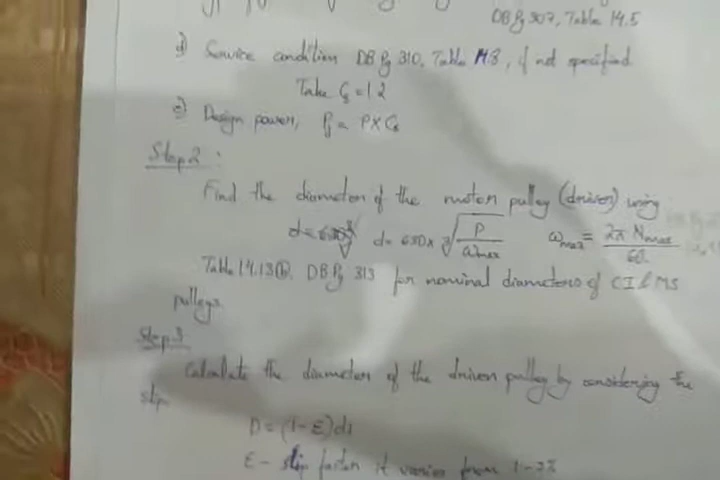 DB Pg 307, Table 14.5
d) Service condition DB Pg 310, Table 14.8, if not specified
Take Cs = 1.2
e) Design power, Pd = P X Cs
Step 2 :
Find the diameter of the motor pulley (driver) using
d = 630 x ∛(P/ωmax) ωmax = 2π Nmax / 60
Table 14.13(b), DB Pg 313 for nominal diameters of CI & MS
pulleys.
Step 3
Calculate the diameter of the driven pulley by considering the
slip.
D = (1-ε)di
ε - slip factor it varies from 1-2%